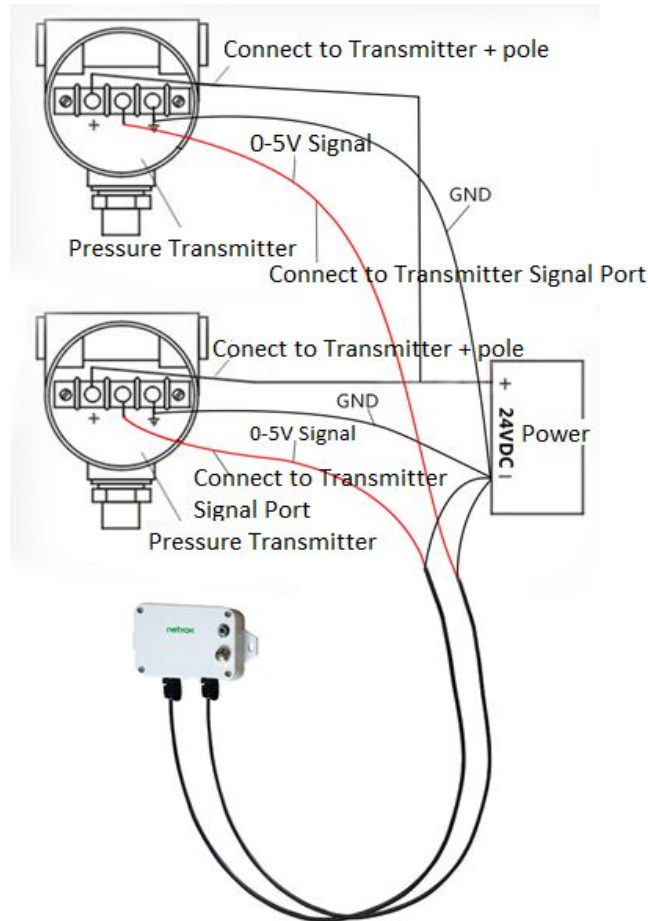 Connect to Transmitter + pole
+
0-5V Signal
GND
Pressure Transmitter
Connect to Transmitter Signal Port
Conect to Transmitter + pole
+
GND
+
24VDC
Power
0-5V Signal
Connect to Transmitter
Signal Port
Pressure Transmitter
netvox